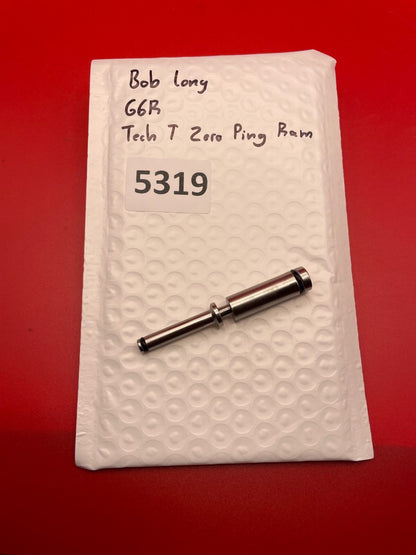 Bob Long
G6R
Tech T Zero Ping Ram
5319